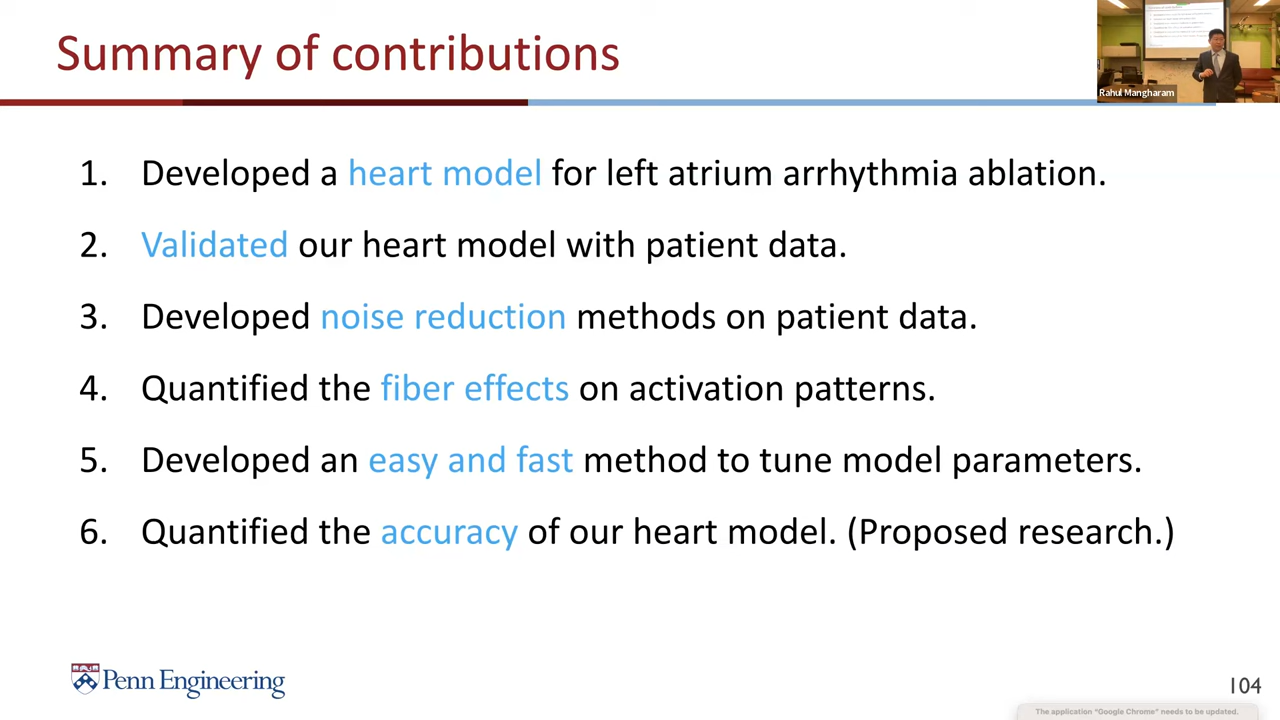 Summary of contributions
Rahul Mangharam
1. Developed a heart model for left atrium arrhythmia ablation.
2. Validated our heart model with patient data.
3. Developed noise reduction methods on patient data.
4. Quantified the fiber effects on activation patterns.
5. Developed an easy and fast method to tune model parameters.
6. Quantified the accuracy of our heart model. (Proposed research.)
Penn Engineering
104
The application “Google Chrome” needs to be updated.